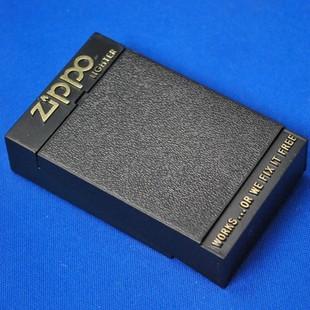 Zippo
LIGHTER
WORKS...OR WE FIX IT FREE